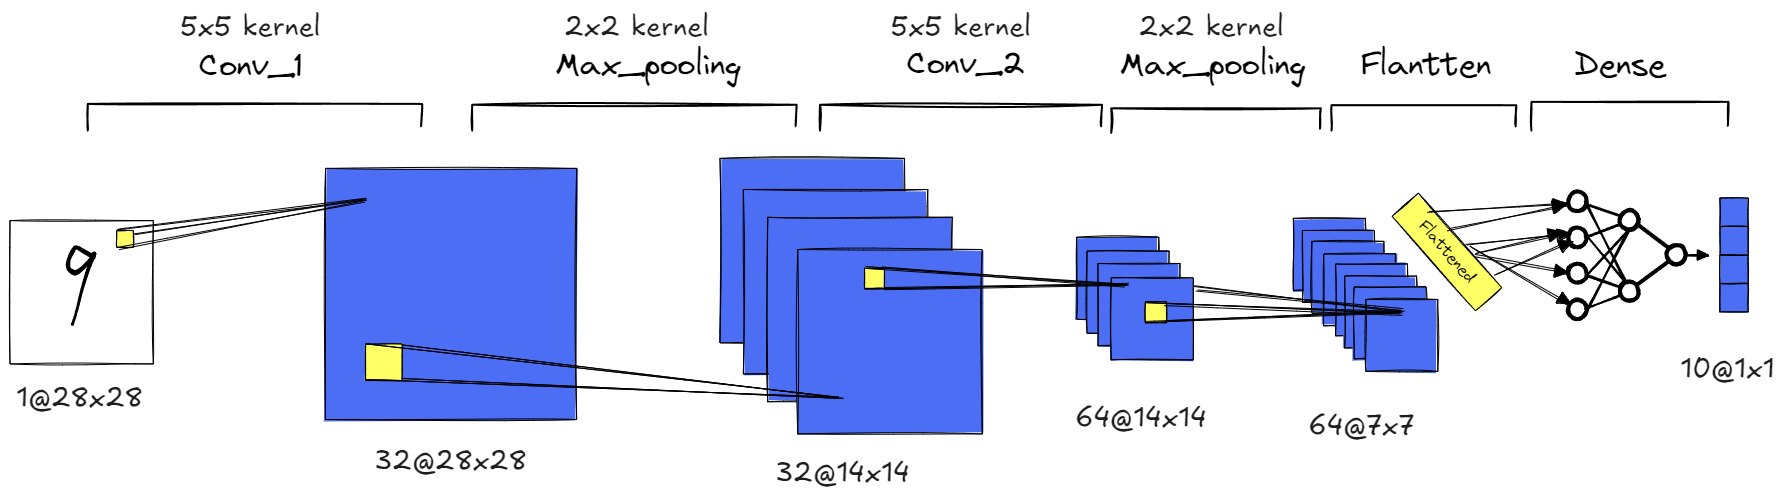 5x5 kernel
Conv_1
2x2 kernel
Max_pooling
5x5 kernel
Conv_2
2x2 kernel
Max_pooling
Flantten
Dense
9
Flattened
1@28x28
32@28x28
32@14x14
64@14x14
64@7x7
10@1x1